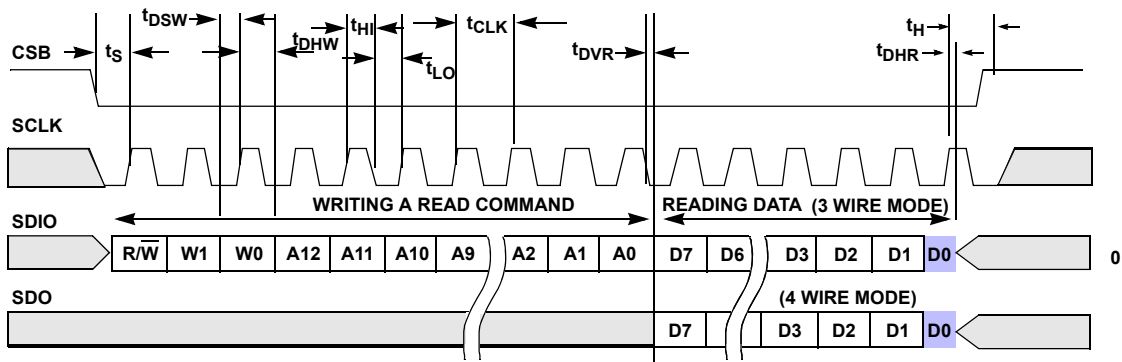 tDSW tHI tCLK tH
CSB tS tDHW tLO tDVR tDHR
SCLK
WRITING A READ COMMAND READING DATA (3 WIRE MODE)
SDIO
R/W W1 W0 A12 A11 A10 A9 A2 A1 A0 D7 D6 D3 D2 D1 D0 0
SDO (4 WIRE MODE)
D7 D3 D2 D1 D0